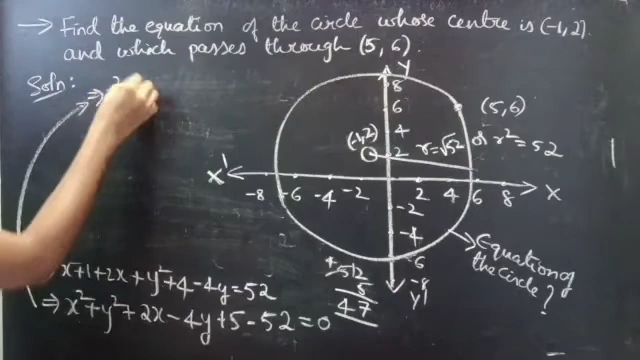 → Find the equation of the circle whose centre is (-1, 2).
and which passes through (5, 6).
Soln:
⇒
Y
8
6
4
2
(5, 6)
(-1, 2)
r=√52 or r²=52
X'
-8 -6 -4 -2
2 4 6 8
X
-2
-4
-6
-8
Y'
Equation of
the circle?
x²+1+2x+y²+4-4y=52
⇒ x²+y²+2x-4y+5-52=0
52
5
47